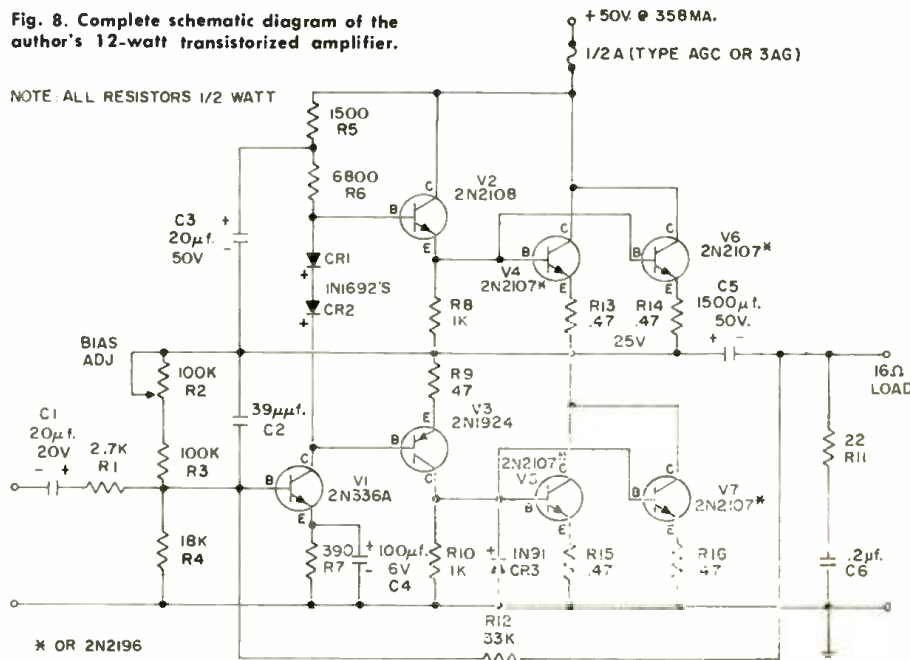 Fig. 8. Complete schematic diagram of the
author's 12-watt transistorized amplifier.
NOTE: ALL RESISTORS 1/2 WATT
+50V. @ 358MA.
1/2 A (TYPE AGC OR 3AG)
1500
R5
6800
R6
C3
20µf.
50V
+
-
B
C
E
V2
2N2108
CR1
+
1N1692'S
CR2
+
V4
2N2107*
B
C
E
V6
2N2107*
B
C
E
R8
1K
R13
.47
R14
.47
25V
C5
1500µf.
50V.
+ -
BIAS
ADJ
100K
R2
R9
47
16Ω
LOAD
C1
20µf.
20V
- +
2.7K
R1
100K
R3
39µµf.
C2
V3
2N1924
B
E
C
22
R11
B
C
E
V1
2N336A
2N2107*
V5
B
C
E
V7
2N2107*
B
C
E
18K
R4
390
R7
+
-
100µf.
6V
C4
R10
1K
+
1N91
CR3
R15
.47
R16
.47
.2µf.
C6
R12
33K
* OR 2N2196